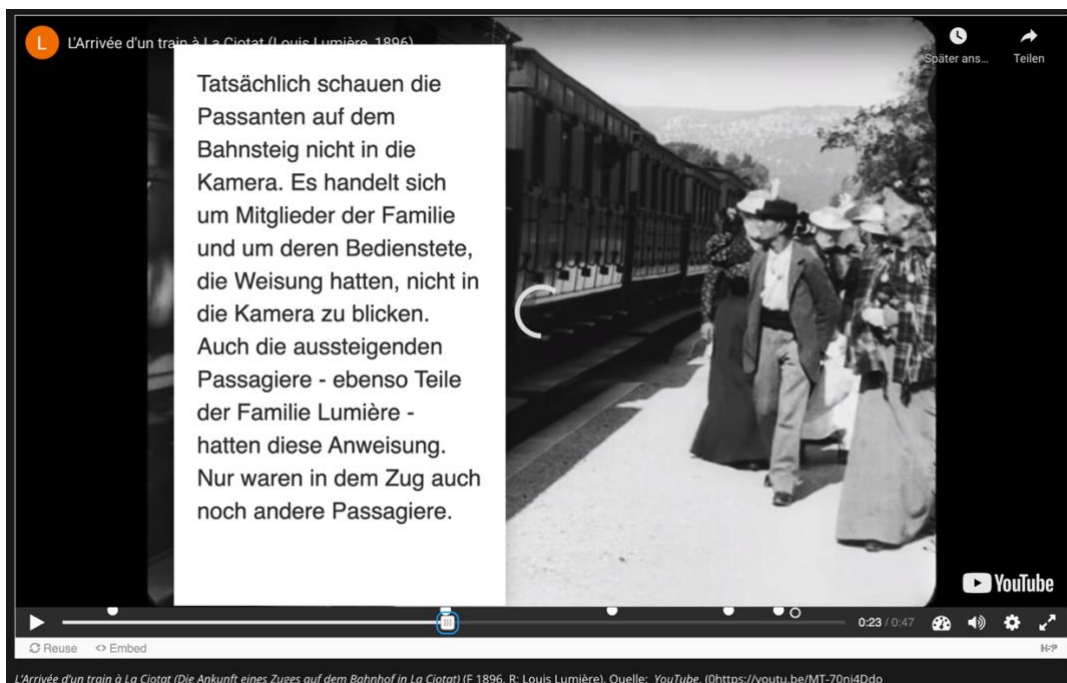 L
L'Arrivée d'un train à La Ciotat (Louis Lumière, 1896)
Später ans...
Teilen
Tatsächlich schauen die
Passanten auf dem
Bahnsteig nicht in die
Kamera. Es handelt sich
um Mitglieder der Familie
und um deren Bedienstete,
die Weisung hatten, nicht in
die Kamera zu blicken.
Auch die aussteigenden
Passagiere - ebenso Teile
der Familie Lumière -
hatten diese Anweisung.
Nur waren in dem Zug auch
noch andere Passagiere.
YouTube
0:23 / 0:47
Reuse <> Embed
H5P
L'Arrivée d'un train à La Ciotat (Die Ankunft eines Zuges auf dem Bahnhof in La Ciotat) (F 1896, R: Louis Lumière). Quelle: YouTube. (0https://youtu.be/MT-70ni4Ddo